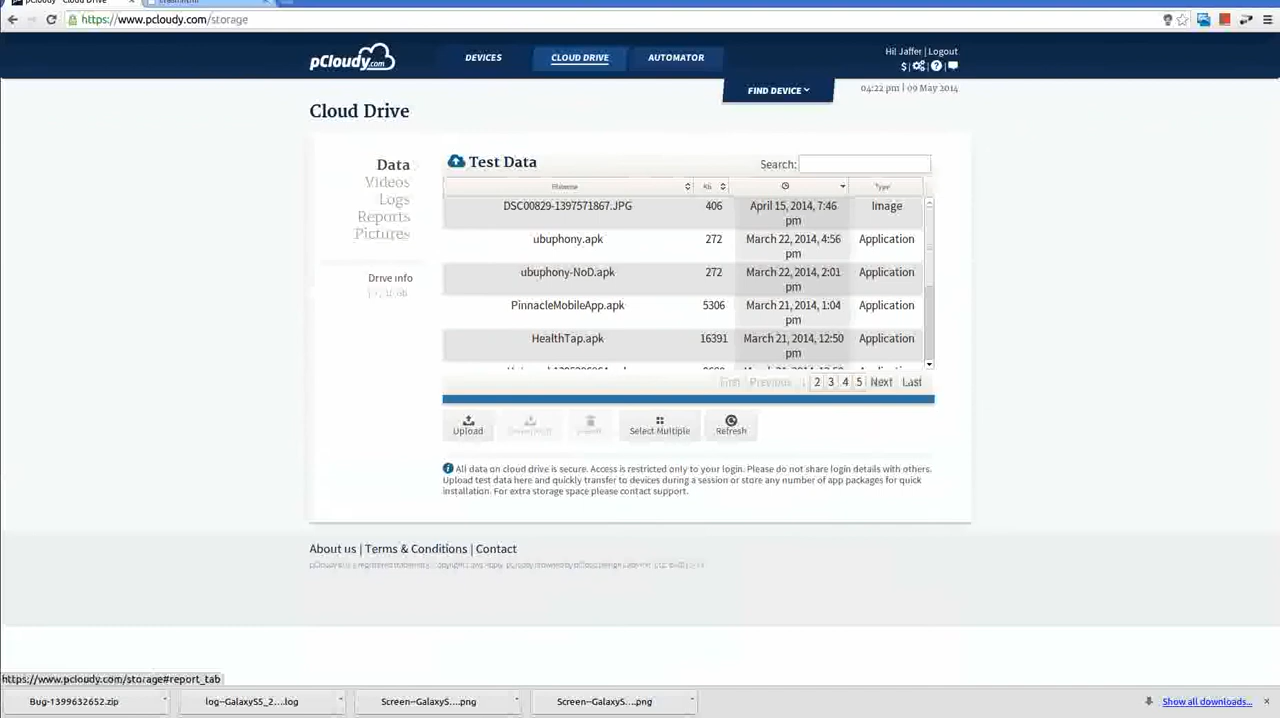 pCloudy - Cloud Drive
https://www.pcloudy.com/storage
pCloudy.com
DEVICES
CLOUD DRIVE
AUTOMATOR
Hi! Jaffer | Logout
FIND DEVICE
04:22 pm | 09 May 2014
Cloud Drive
Data
Videos
Logs
Reports
Pictures
Drive info
Test Data
Search:
Filename Kb Type
DSC00829-1397571867.JPG 406 April 15, 2014, 7:46 pm Image
ubuphony.apk 272 March 22, 2014, 4:56 pm Application
ubuphony-NoD.apk 272 March 22, 2014, 2:01 pm Application
PinnacleMobileApp.apk 5306 March 21, 2014, 1:04 pm Application
HealthTap.apk 16391 March 21, 2014, 12:50 pm Application
First Previous 1 2 3 4 5 Next Last
Upload
Select Multiple
Refresh
All data on cloud drive is secure. Access is restricted only to your login. Please do not share login details with others.
Upload test data here and quickly transfer to devices during a session or store any number of app packages for quick
installation. For extra storage space please contact support.
About us | Terms & Conditions | Contact
https://www.pcloudy.com/storage#report_tab
Bug-1399632652.zip
log--GalaxyS5_2....log
Screen--GalaxyS....png
Screen--GalaxyS....png
Show all downloads...